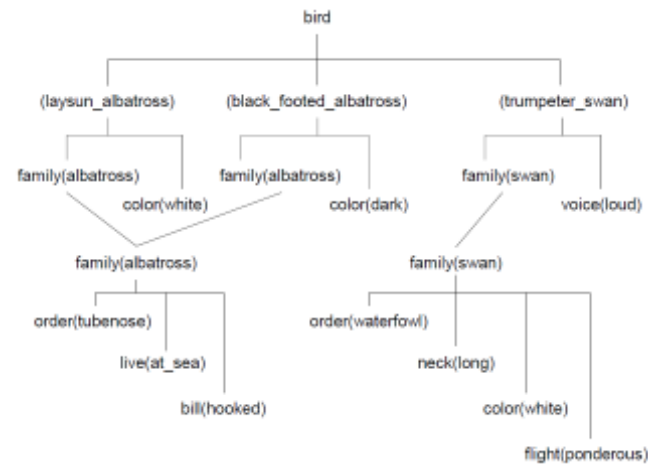 bird
(laysun_albatross) (black_footed_albatross) (trumpeter_swan)
family(albatross) family(albatross) family(swan)
color(white) color(dark) voice(loud)
family(albatross) family(swan)
order(tubenose) order(waterfowl)
live(at_sea) neck(long)
bill(hooked) color(white)
flight(ponderous)